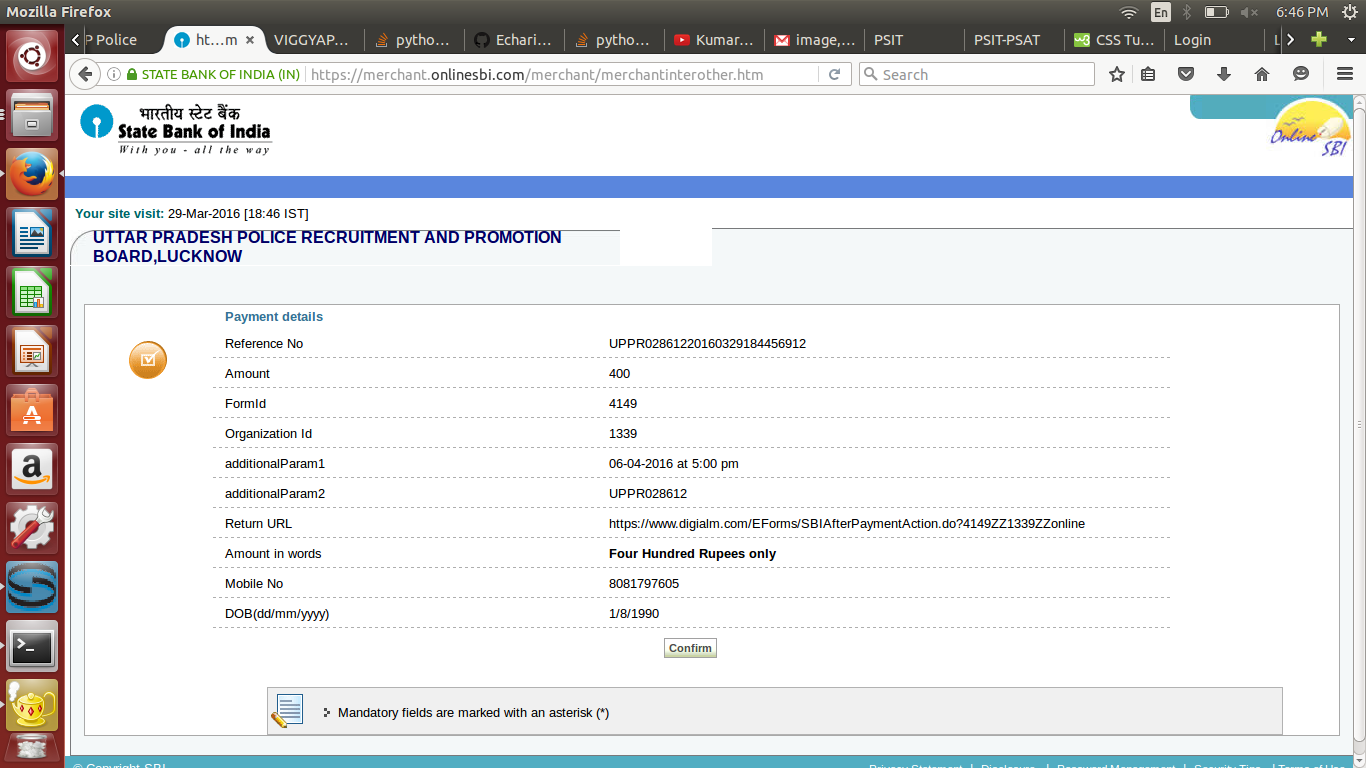 Mozilla Firefox
En
6:46 PM
P Police
ht...m
VIGGYAP...
pytho...
Echari...
pytho...
Kumar...
image,...
PSIT
PSIT-PSAT
CSS Tu...
Login
L
STATE BANK OF INDIA (IN)
https://merchant.onlinesbi.com/merchant/merchantinterother.htm
Search
भारतीय स्टेट बैंक
State Bank of India
With you - all the way
Online SBI
Your site visit: 29-Mar-2016 [18:46 IST]
UTTAR PRADESH POLICE RECRUITMENT AND PROMOTION
BOARD,LUCKNOW
Payment details
Reference No UPPR02861220160329184456912
Amount 400
FormId 4149
Organization Id 1339
additionalParam1 06-04-2016 at 5:00 pm
additionalParam2 UPPR028612
Return URL https://www.digialm.com/EForms/SBIAfterPaymentAction.do?4149ZZ1339ZZonline
Amount in words Four Hundred Rupees only
Mobile No 8081797605
DOB(dd/mm/yyyy) 1/8/1990
Confirm
Mandatory fields are marked with an asterisk (*)
© Copyright SBI
Privacy Statement | Disclosure | Password Management | Security Tips | Terms of Use